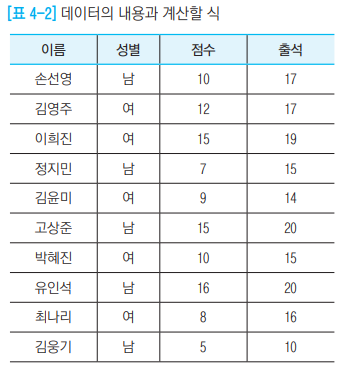 [표 4-2] 데이터의 내용과 계산할 식
이름 성별 점수 출석
손선영 남 10 17
김영주 여 12 17
이희진 여 15 19
정지민 남 7 15
김윤미 여 9 14
고상준 남 15 20
박혜진 여 10 15
유인석 남 16 20
최나리 여 8 16
김웅기 남 5 10